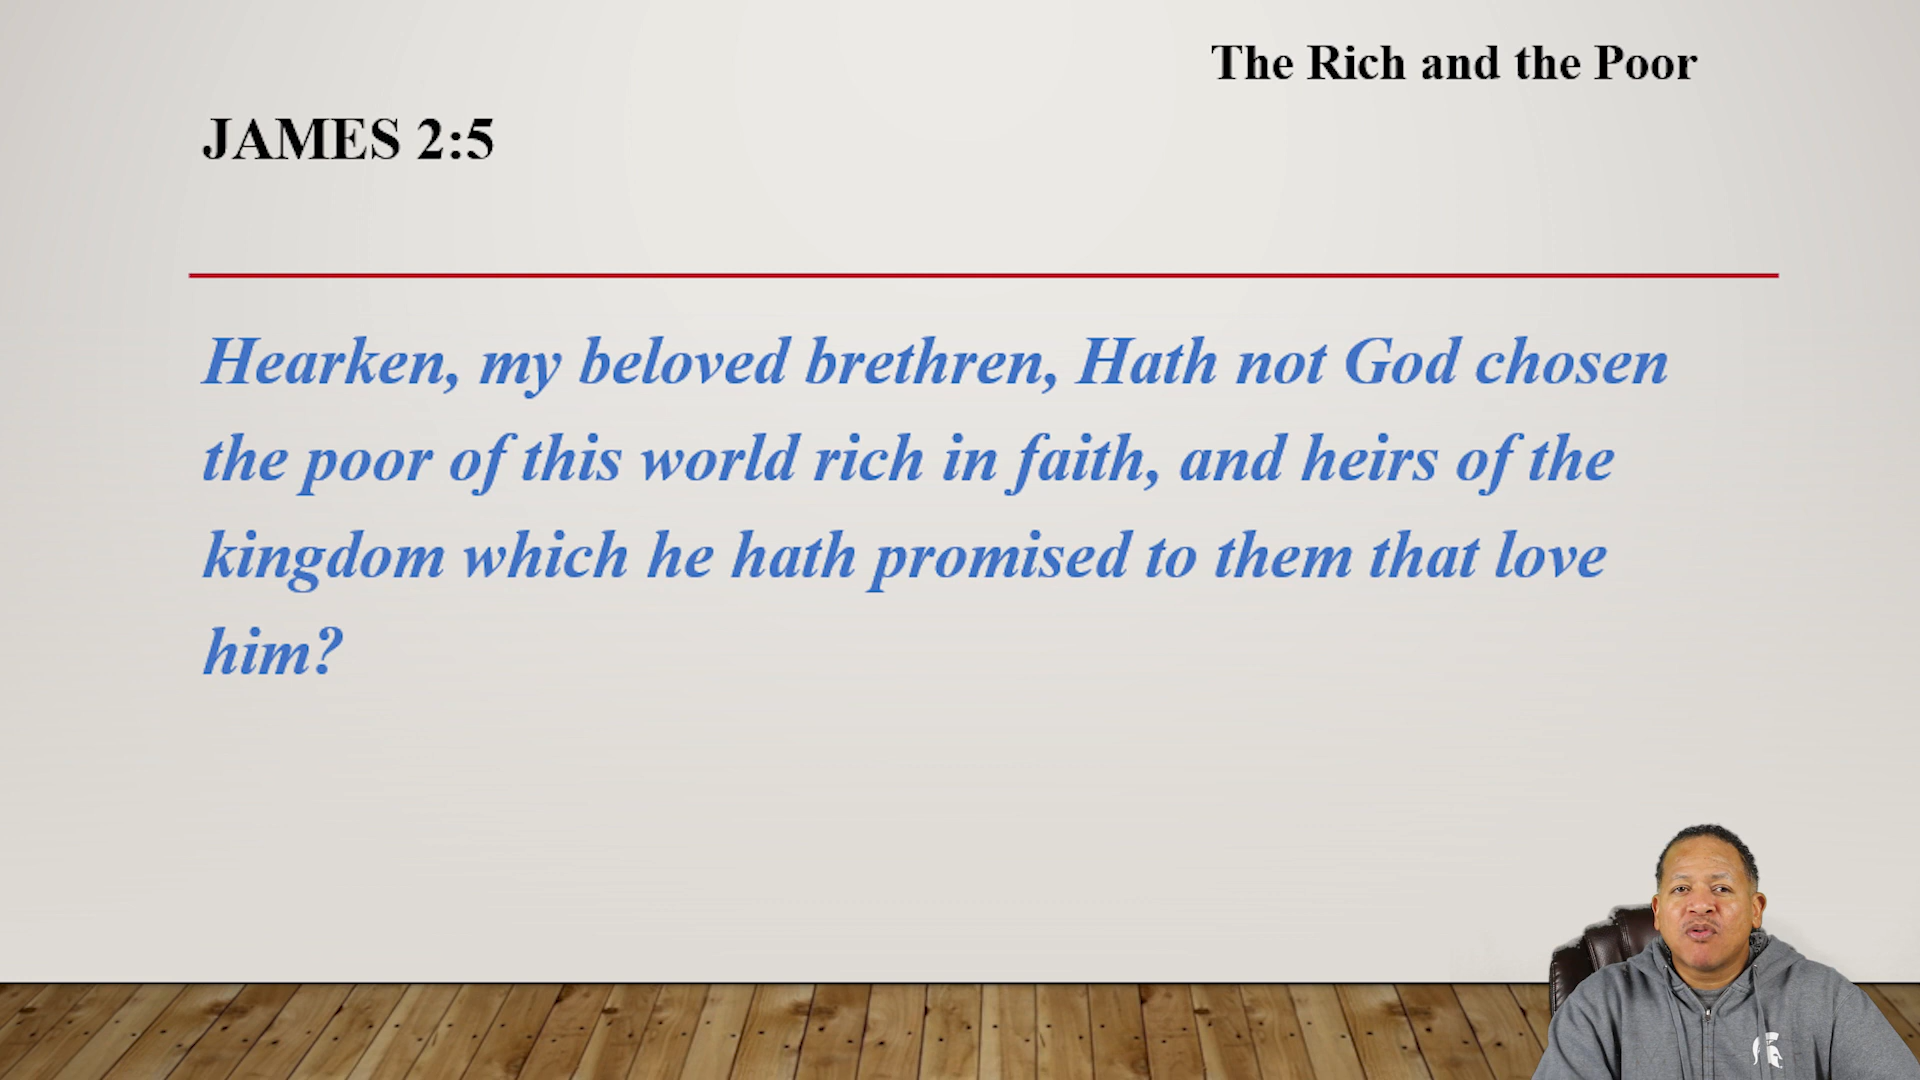 The Rich and the Poor
JAMES 2:5
Hearken, my beloved brethren, Hath not God chosen
the poor of this world rich in faith, and heirs of the
kingdom which he hath promised to them that love
him?